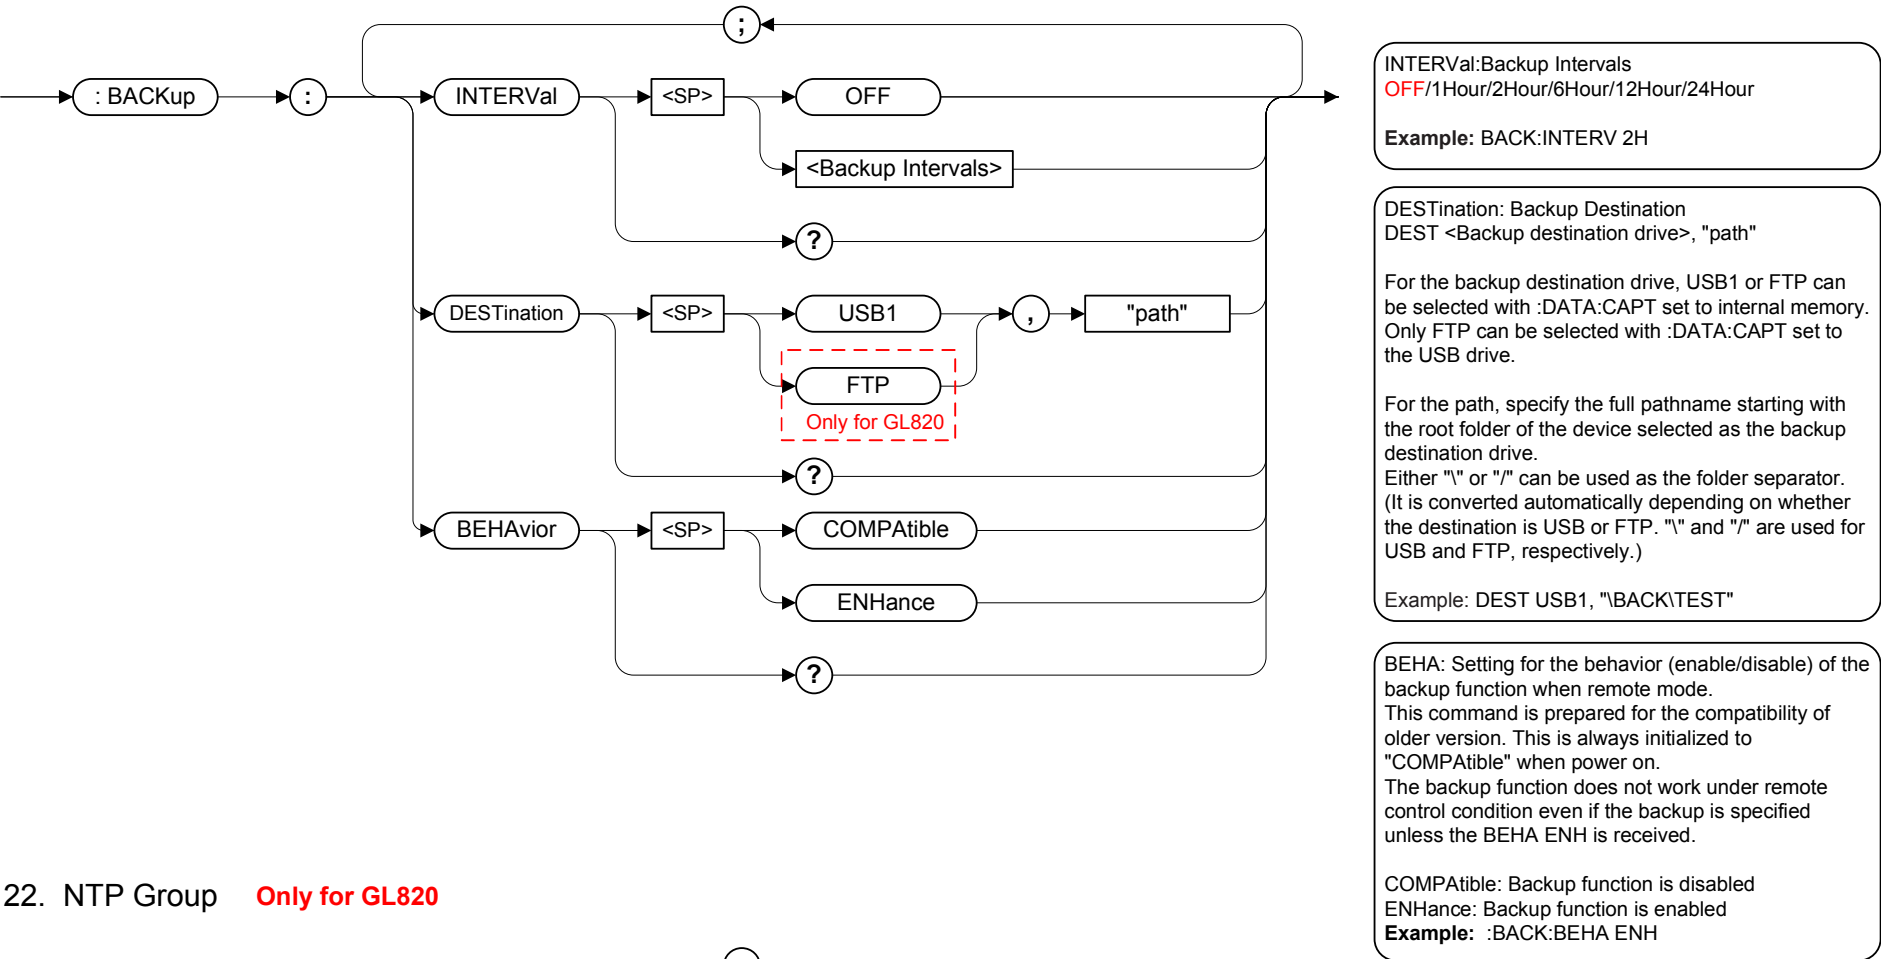 ;
: BACKup
:
INTERVal
<SP>
OFF
<Backup Intervals>
?
DESTination
<SP>
USB1
,
"path"
FTP
Only for GL820
?
BEHAvior
<SP>
COMPAtible
ENHance
?
INTERVal:Backup Intervals
OFF/1Hour/2Hour/6Hour/12Hour/24Hour
Example: BACK:INTERV 2H
DESTination: Backup Destination
DEST <Backup destination drive>, "path"
For the backup destination drive, USB1 or FTP can
be selected with :DATA:CAPT set to internal memory.
Only FTP can be selected with :DATA:CAPT set to
the USB drive.
For the path, specify the full pathname starting with
the root folder of the device selected as the backup
destination drive.
Either "\" or "/" can be used as the folder separator.
(It is converted automatically depending on whether
the destination is USB or FTP. "\" and "/" are used for
USB and FTP, respectively.)
Example: DEST USB1, "\BACK\TEST"
BEHA: Setting for the behavior (enable/disable) of the
backup function when remote mode.
This command is prepared for the compatibility of
older version. This is always initialized to
"COMPAtible" when power on.
The backup function does not work under remote
control condition even if the backup is specified
unless the BEHA ENH is received.
COMPAtible: Backup function is disabled
ENHance: Backup function is enabled
Example: :BACK:BEHA ENH
22. NTP Group Only for GL820